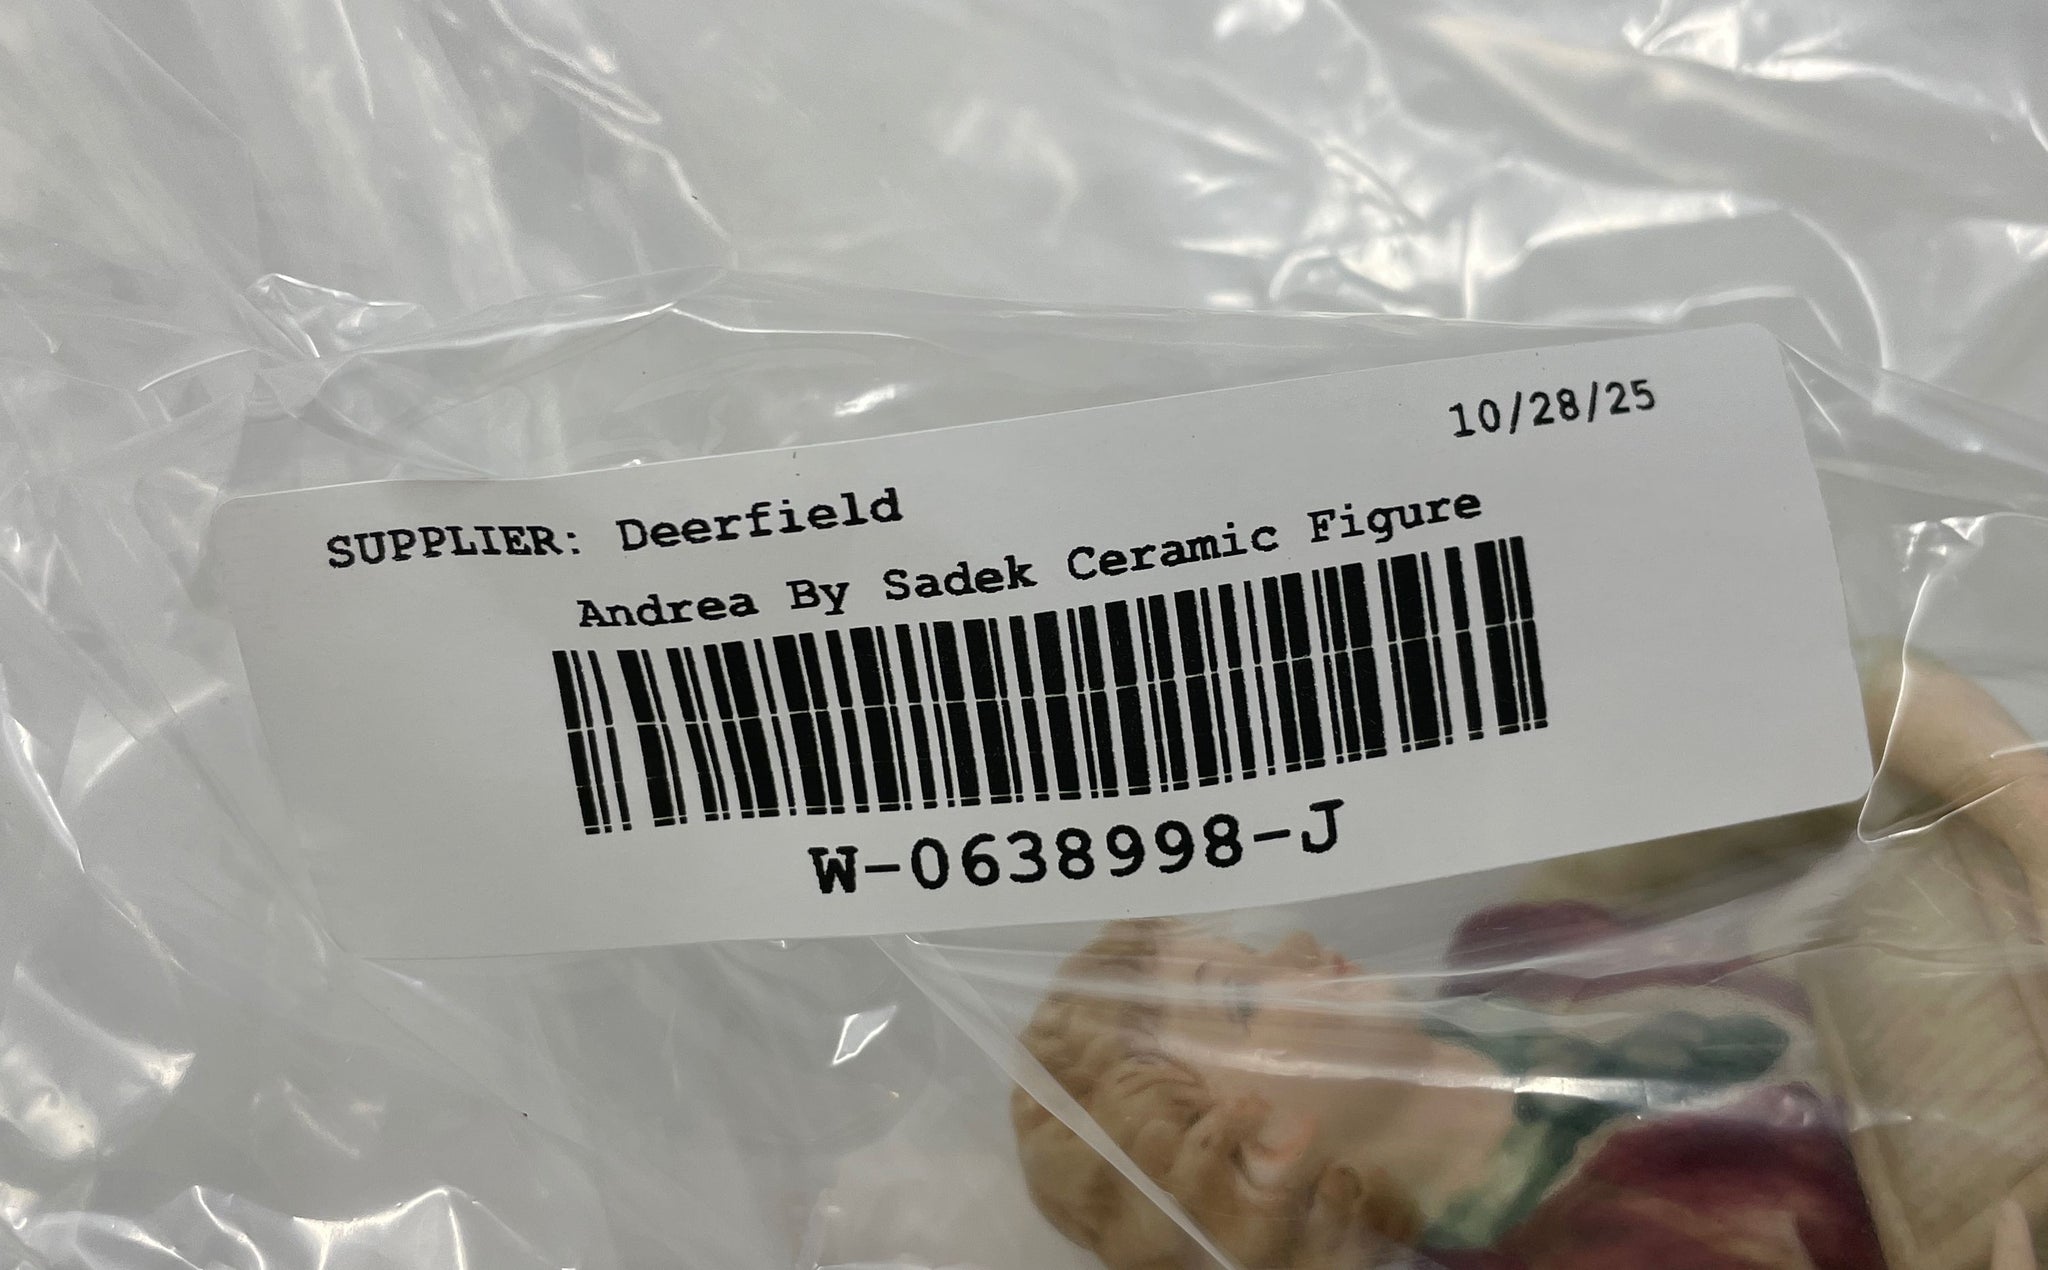 10/28/25
SUPPLIER: Deerfield
Andrea By Sadek Ceramic Figure
W-0638998-J